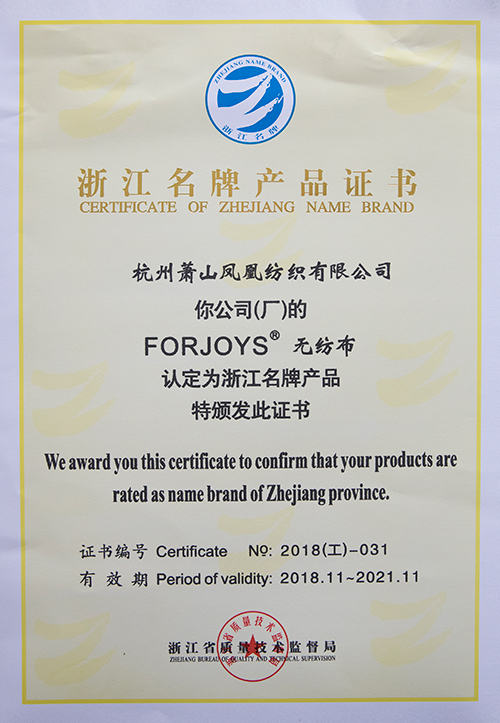 ZHEJIANG NAME BRAND
浙江名牌
浙江名牌产品证书
CERTIFICATE OF ZHEJIANG NAME BRAND
杭州萧山凤凰纺织有限公司
你公司(厂)的
FORJOYS® 无纺布
认定为浙江名牌产品
特颁发此证书
We award you this certificate to confirm that your products are
rated as name brand of Zhejiang province.
证书编号 Certificate No: 2018(工)-031
有效期 Period of validity: 2018.11~2021.11
浙江省质量技术监督局
ZHEJIANG BUREAU OF QUALITY AND TECHNICAL SUPERVISION